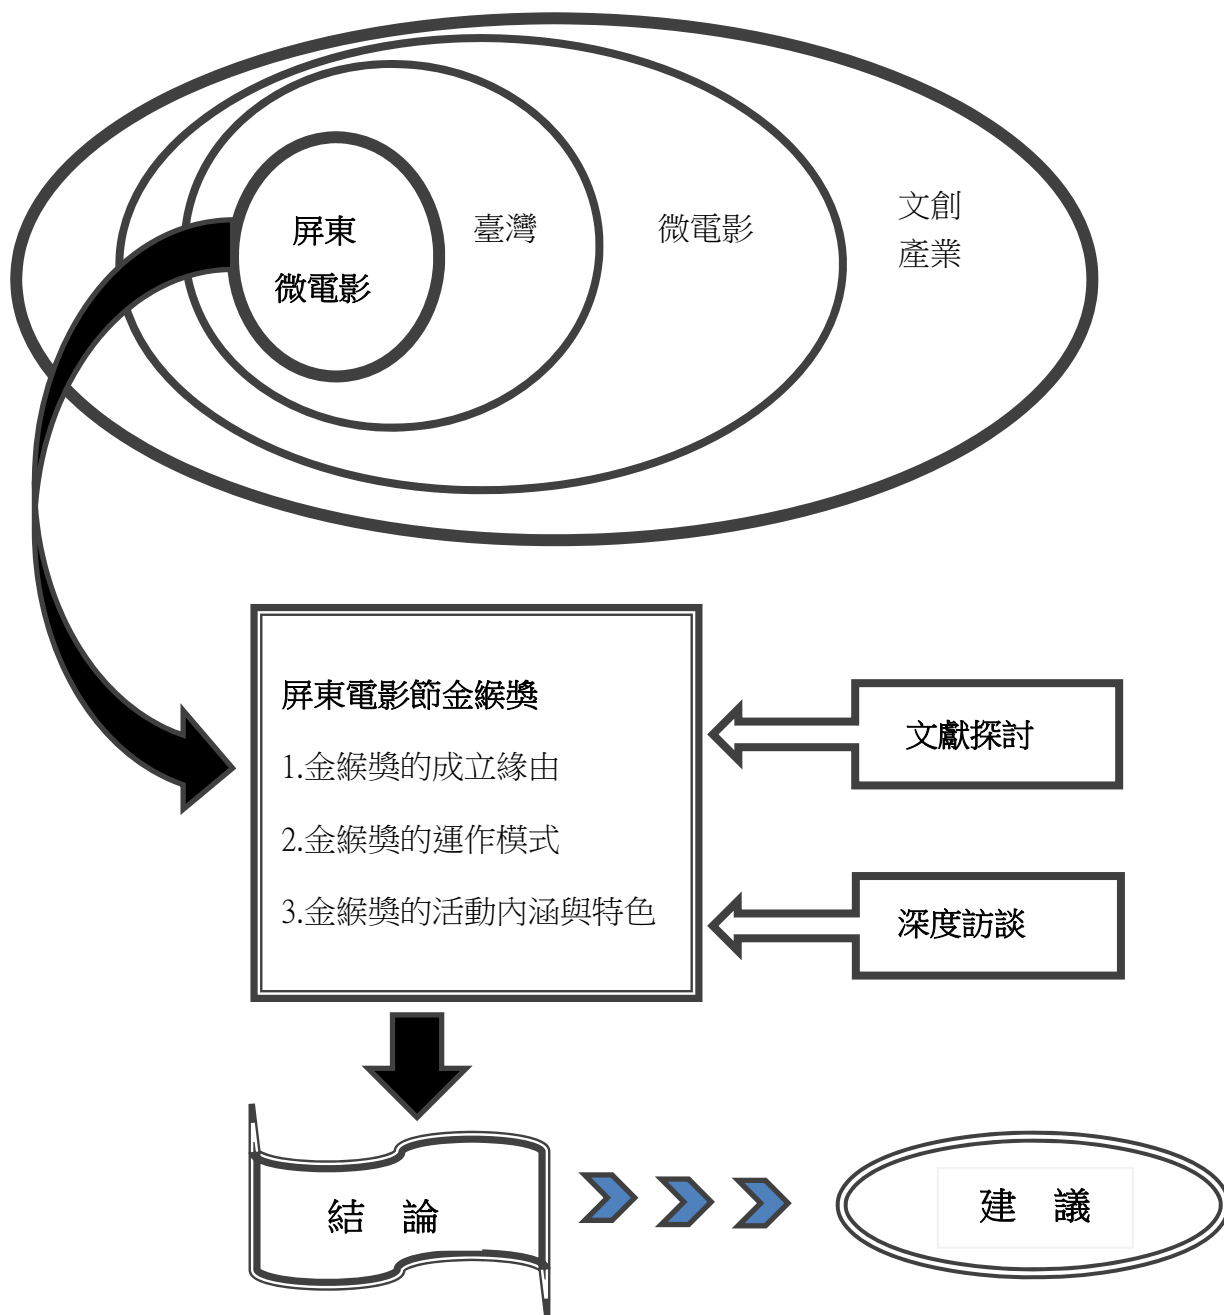 屏東
微電影
臺灣
微電影
文創
產業
屏東電影節金緱獎
1.金緱獎的成立緣由
2.金緱獎的運作模式
3.金緱獎的活動內涵與特色
文獻探討
深度訪談
結 論
建 議